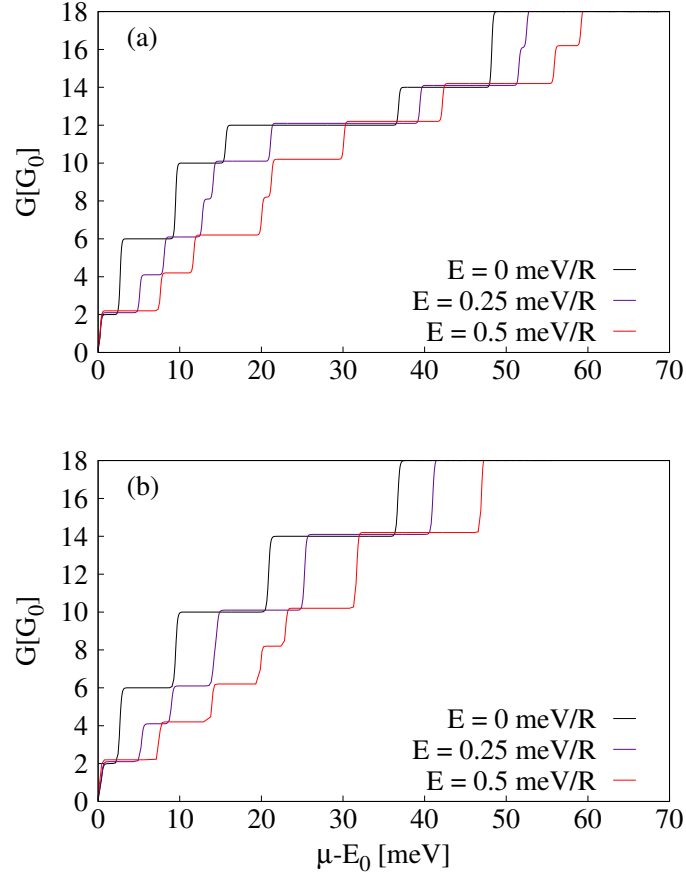 (a)
G[G₀]
18
16
14
12
10
8
6
4
2
0
E = 0 meV/R
E = 0.25 meV/R
E = 0.5 meV/R
0 10 20 30 40 50 60 70
(b)
G[G₀]
18
16
14
12
10
8
6
4
2
0
E = 0 meV/R
E = 0.25 meV/R
E = 0.5 meV/R
0 10 20 30 40 50 60 70
μ-E₀ [meV]